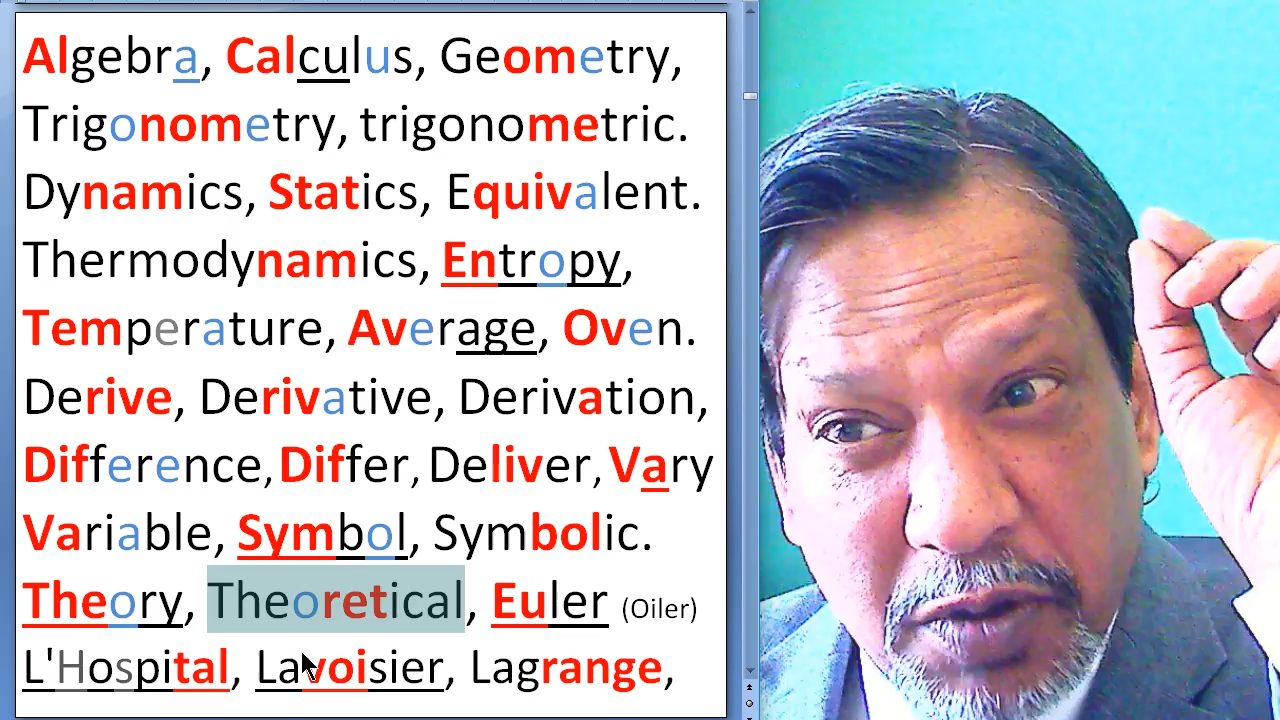 Algebra, Calculus, Geometry,
Trigonometry, trigonometric.
Dynamics, Statics, Equivalent.
Thermodynamics, Entropy,
Temperature, Average, Oven.
Derive, Derivative, Derivation,
Difference, Differ, Deliver, Vary
Variable, Symbol, Symbolic.
Theory, Theoretical, Euler (Oiler)
L'Hospital, Lavoisier, Lagrange,